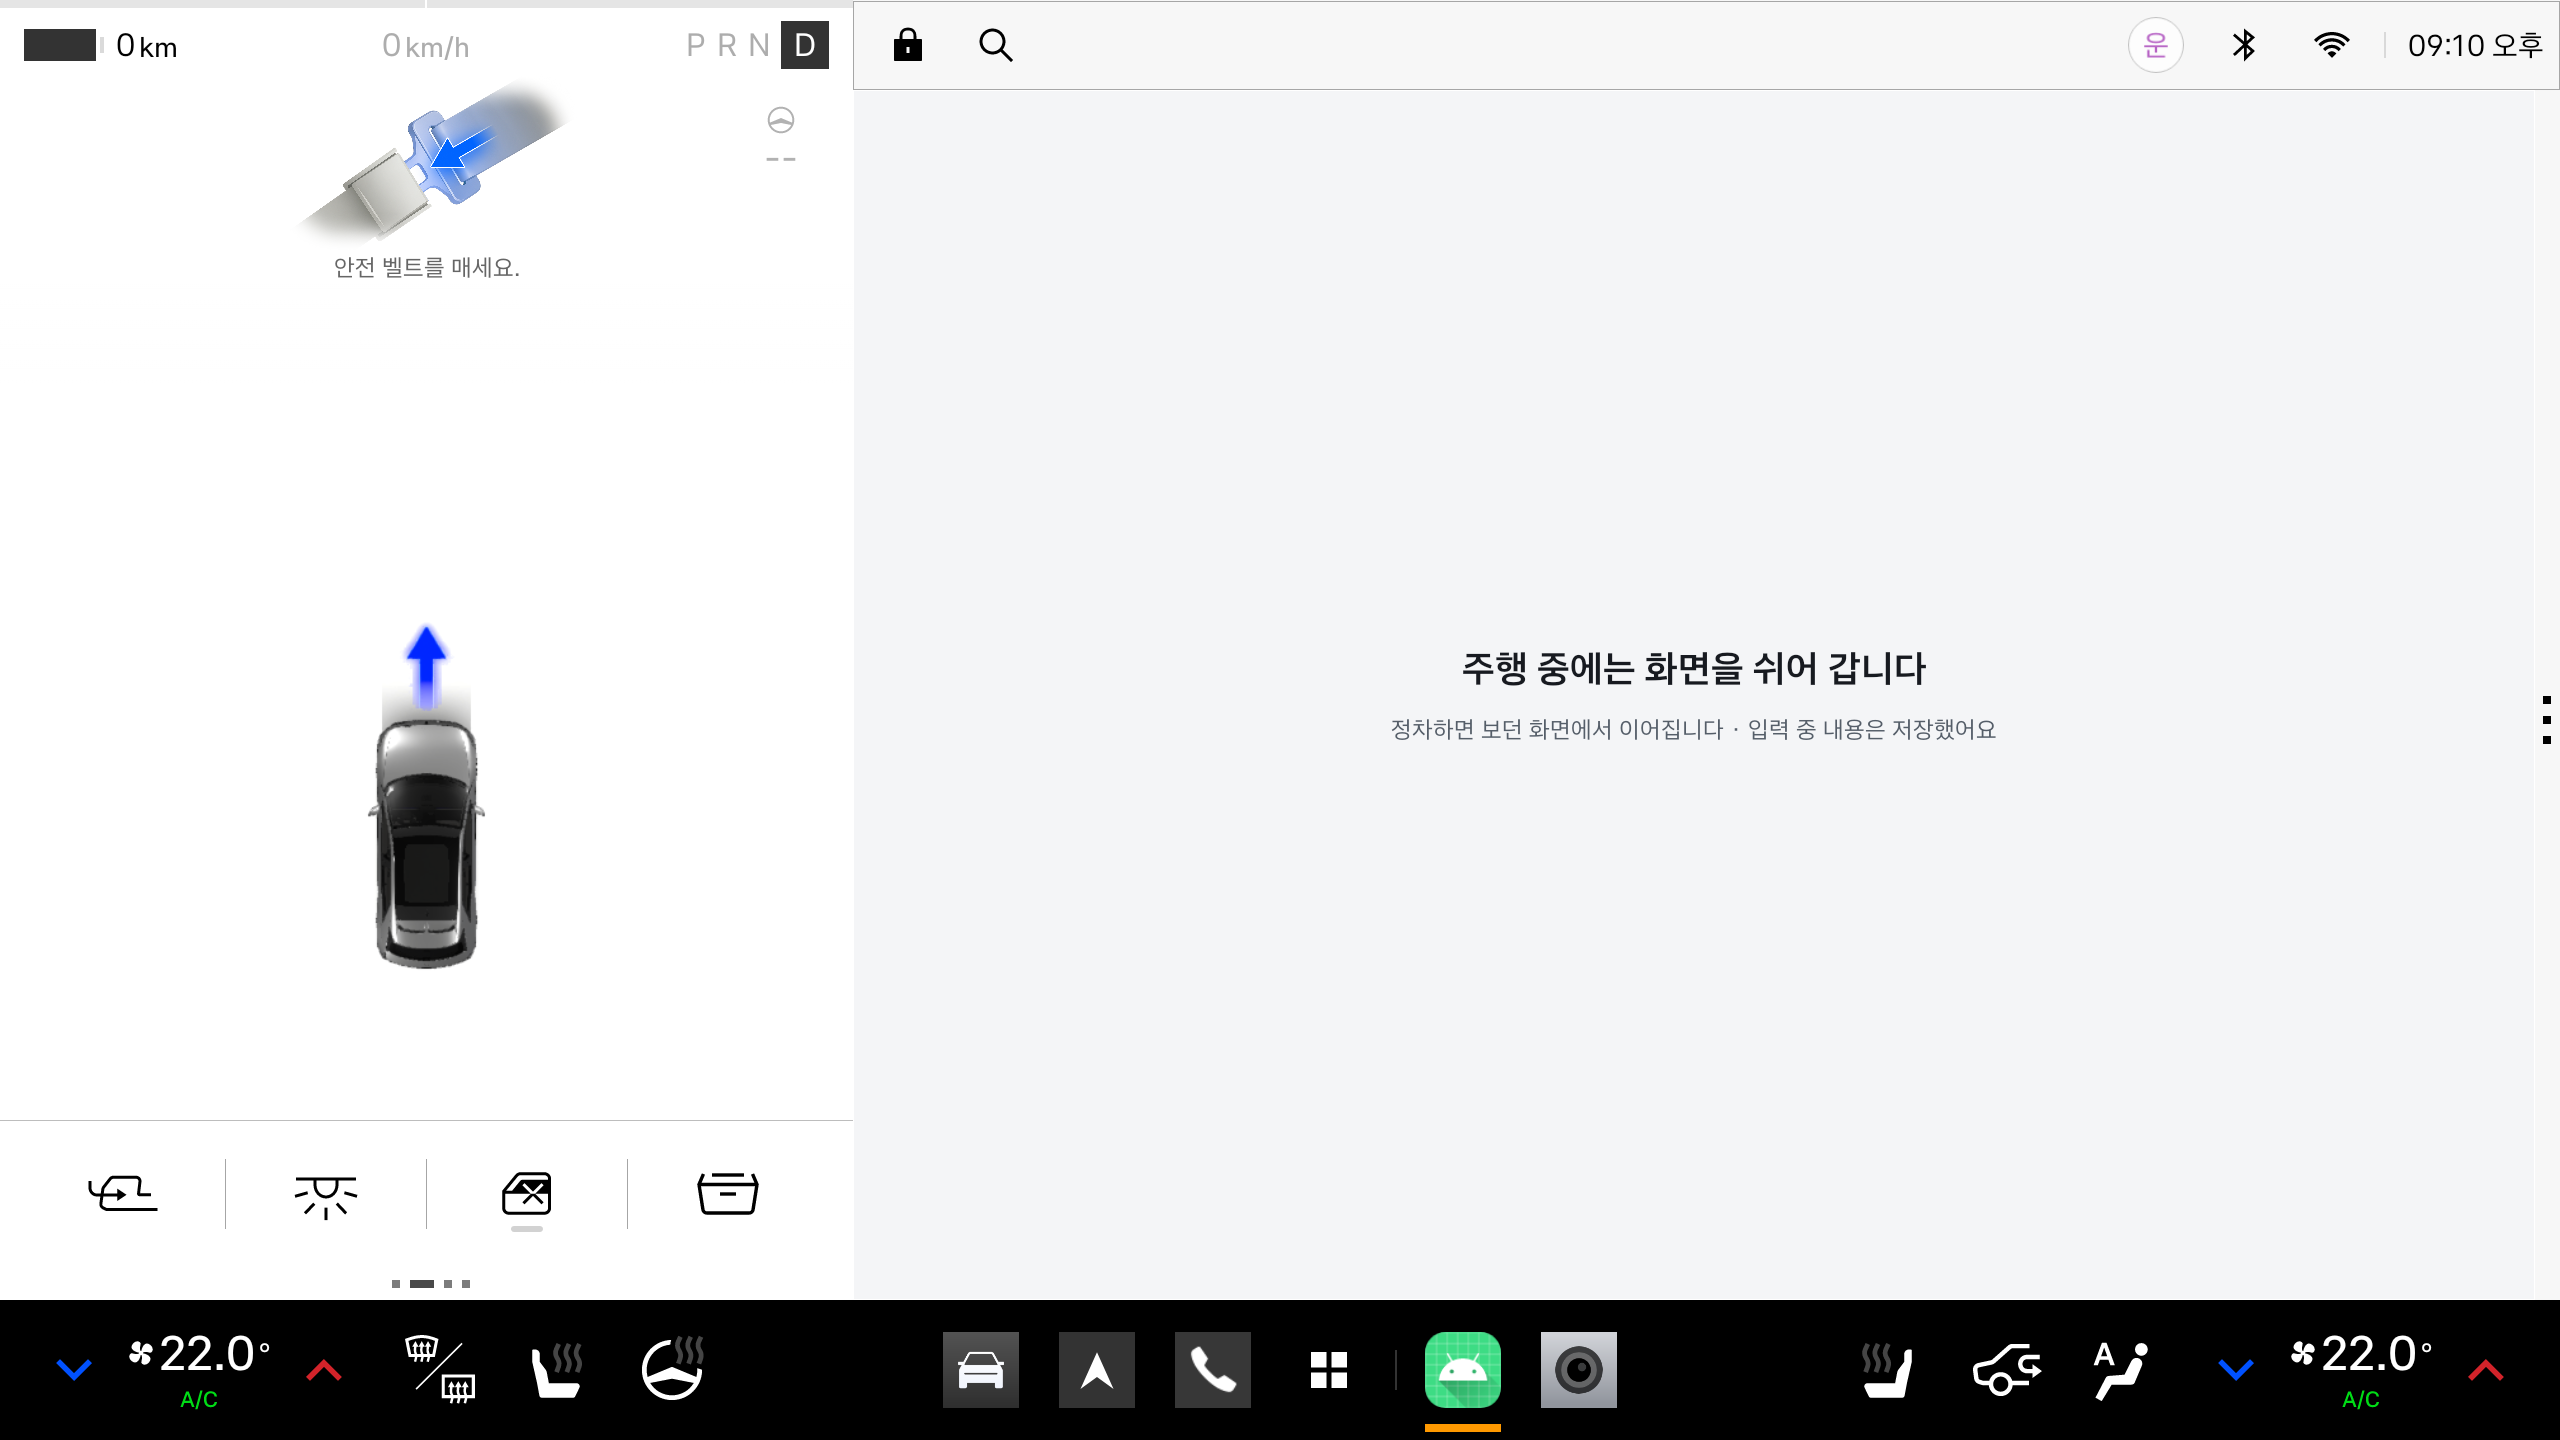 0 km
0 km/h
P R N D
운
09:10 오후
안전 벨트를 매세요.
--
주행 중에는 화면을 쉬어 갑니다
정차하면 보던 화면에서 이어집니다 · 입력 중 내용은 저장했어요
22.0°
A/C
A
22.0°
A/C